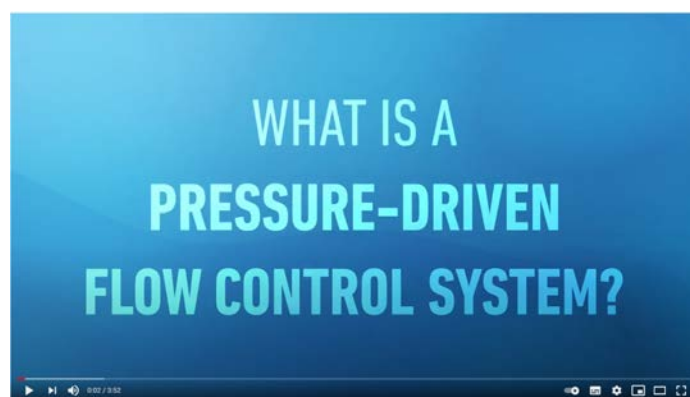 WHAT IS A
PRESSURE-DRIVEN
FLOW CONTROL SYSTEM?
0:02 / 3:52